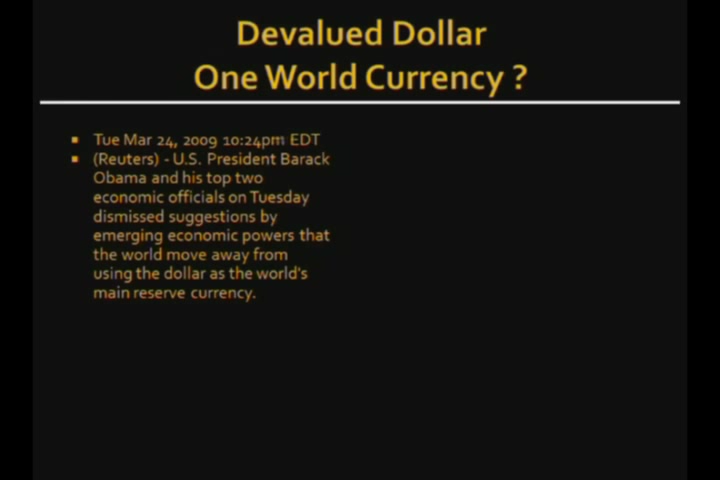 Devalued Dollar
One World Currency ?
▪ Tue Mar 24, 2009 10:24pm EDT
▪ (Reuters) - U.S. President Barack
Obama and his top two
economic officials on Tuesday
dismissed suggestions by
emerging economic powers that
the world move away from
using the dollar as the world's
main reserve currency.